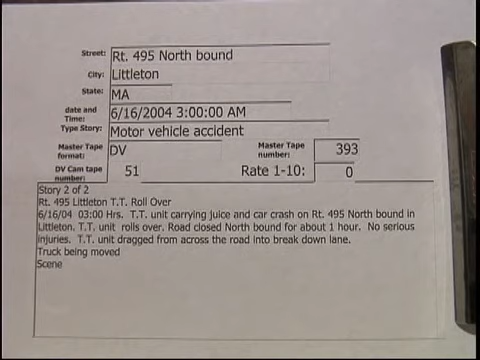 Street: Rt. 495 North bound
City: Littleton
State: MA
date and Time: 6/16/2004 3:00:00 AM
Type Story: Motor vehicle accident
Master Tape format: DV Master Tape number: 393
DV Cam tape number: 51 Rate 1-10: 0
Story 2 of 2
Rt. 495 Littleton T.T. Roll Over
6/16/04 03:00 Hrs. T.T. unit carrying juice and car crash on Rt. 495 North bound in
Littleton. T.T. unit rolls over. Road closed North bound for about 1 hour. No serious
injuries. T.T. unit dragged from across the road into break down lane.
Truck being moved
Scene